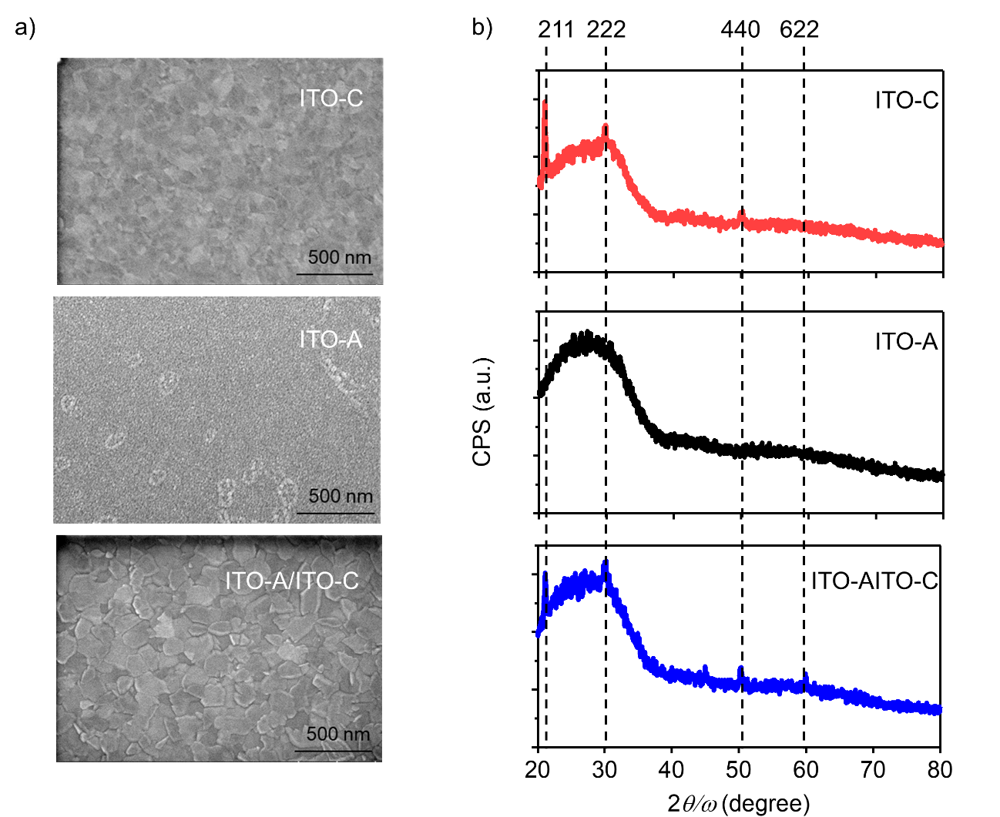 a)
ITO-C
500 nm
ITO-A
500 nm
ITO-A/ITO-C
500 nm
b)
211 222 440 622
ITO-C
ITO-A
ITO-AITO-C
CPS (a.u.)
20 30 40 50 60 70 80
2θ/ω (degree)